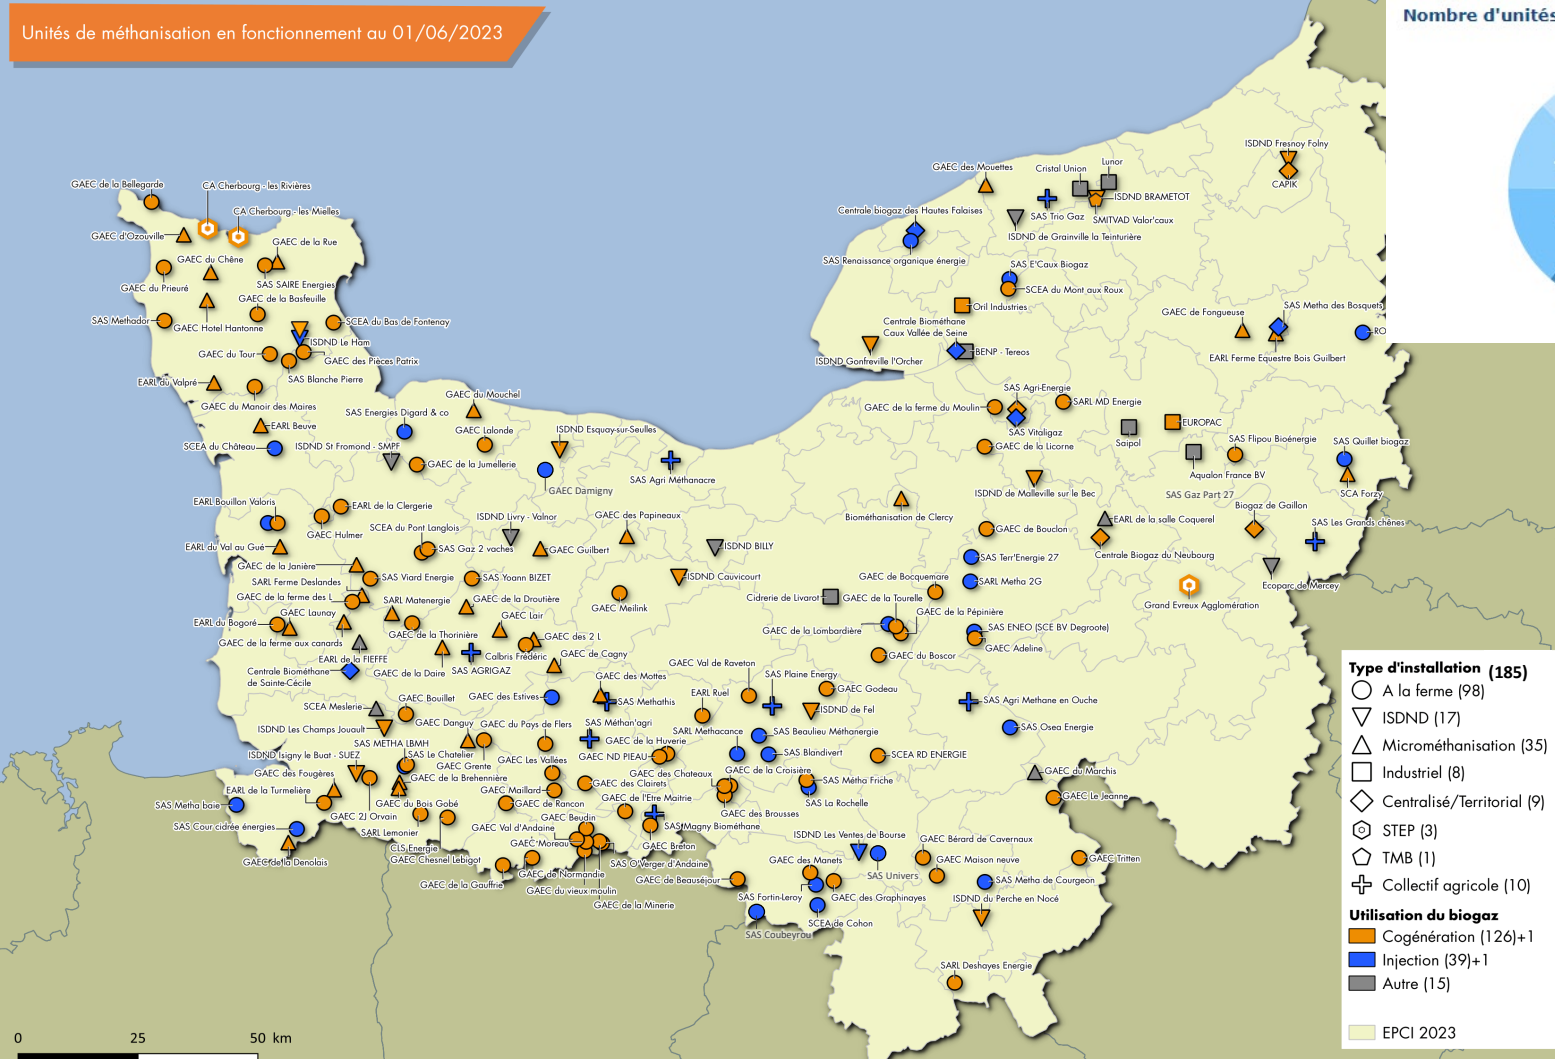 Unités de méthanisation en fonctionnement au 01/06/2023
Nombre d'unités
ISDND Fresnoy Folny
CAPIK
GAEC des Mouettes
Cristal Union
Lunor
ISDND BRAMETOT
SAS Trio Gaz
SMITVAD Valor'caux
ISDND de Grainville la Teinturière
Centrale biogaz des Hautes Falaises
SAS Renaissance organique énergie
SAS E'Caux Biogaz
SCEA du Mont aux Roux
Oril Industries
Centrale Biométhane
Caux Vallée de Seine
BENP - Tereos
ISDND Gonfreville l'Orcher
GAEC de Fongueuse
SAS Metha des Bosquets
RO
EARL Ferme Equestre Bois Guilbert
GAEC de la Bellegarde
CA Cherbourg - les Rivières
CA Cherbourg - les Mielles
GAEC d'Ozouville
GAEC de la Rue
GAEC du Chêne
GAEC du Prieuré
SAS SAIRE Energies
GAEC de la Basfeuille
SAS Methador
GAEC Hotel Hantonne
SCEA du Bas de Fontenay
ISDND Le Ham
GAEC du Tour
GAEC des Pièces Patrix
SAS Blanche Pierre
EARL du Valpré
GAEC du Manoir des Maires
EARL Beuve
SCEA du Château
SAS Energies Digard & co
GAEC du Mouchel
GAEC Lalonde
ISDND St Fromond - SMPF
GAEC de la Jumellerie
ISDND Esquay-sur-Seulles
GAEC Damigny
SAS Agri Méthanacre
SAS Agri-Energie
GAEC de la ferme du Moulin
SARL MD Energie
SAS Vitaligaz
GAEC de la Licorne
Saipol
EUROPAC
SAS Flipou Bioénergie
SAS Quillet biogaz
Aqualon France BV
SCA Forzy
SAS Gaz Part 27
ISDND de Malleville sur le Bec
Biogaz de Gaillon
SAS Les Grands chênes
EARL Bouillon Valoris
EARL de la Clergerie
GAEC Hulmer
SCEA du Pont Langlois
ISDND Livry - Valnor
GAEC des Papineaux
Biométhanisation de Clercy
GAEC de Bouclon
EARL de la salle Coquerel
Centrale Biogaz du Neubourg
Ecoparc de Mercey
EARL du Val au Gué
SAS Gaz 2 vaches
GAEC Guilbert
ISDND BILLY
SAS Terr'Energie 27
GAEC de la Janière
SAS Viard Energie
SAS Yoann BIZET
ISDND Cauvicourt
SARL Metha 2G
GAEC de Bocquemare
SARL Ferme Deslandes
GAEC de la ferme des L
SARL Matenergie
GAEC de la Droutière
GAEC Meilink
Cidrerie de Livarot
GAEC de la Tourelle
Grand Evreux Agglomération
GAEC Launay
EARL du Bogoré
GAEC Lair
GAEC de la Pépinière
GAEC de la Lombardière
SAS ENEO (SCE BV Degroote)
GAEC de la ferme aux canards
GAEC de la Thorinière
GAEC des 2 L
GAEC Adeline
EARL de la FIEFFE
Calbris Frédéric
GAEC de Cagny
GAEC du Boscor
Centrale Biométhane
de Sainte-Cécile
GAEC de la Daire
SAS AGRIGAZ
GAEC Val de Raveton
GAEC des Mottes
SAS Plaine Energy
SCEA Meslerie
GAEC Bouillet
GAEC des Estives
SAS Methathis
EARL Ruel
GAEC Godeau
SAS Agri Methane en Ouche
ISDND Les Champs Jouault
GAEC Danguy
GAEC du Pays de Flers
SAS Méthan'agri
ISDND de Fel
SAS Osea Energie
SAS METHA LBMH
GAEC de la Huverie
SARL Methacance
SAS Beaulieu Méthanergie
ISDND Isigny le Buat - SUEZ
SAS Le Chatelier
GAEC Les Vallées
GAEC ND PIEAU
SAS Blandivert
SCEA RD ENERGIE
GAEC des Fougères
GAEC Grente
GAEC de la Brehennière
GAEC des Chateaux
GAEC de la Croisière
GAEC du Marchis
EARL de la Turmelière
GAEC Maillard
GAEC des Clairets
SAS Métha Friche
GAEC Le Jeanne
SAS Metha baie
GAEC du Bois Gobé
GAEC de Rancon
GAEC de l'Etre Maitrie
SAS La Rochelle
GAEC 2J Orvain
GAEC Beudin
GAEC des Brousses
SAS Cour cidrée énergies
SARL Lemonier
GAEC Val d'Andaine
SAS Magny Biométhane
ISDND Les Ventes de Bourse
GAEC Bérard de Cavernaux
CLS Energie
GAEC Moreau
GAEC Breton
GAEC de la Denolais
GAEC Chesnel Lebigot
SAS O Verger d'Andaine
GAEC des Manets
GAEC Maison neuve
GAEC Tritten
GAEC de la Gauffrie
GAEC de Normandie
GAEC de Beauséjour
SAS Univers
SAS Metha de Courgeon
GAEC du vieux moulin
SAS Fortin-Leroy
GAEC des Graphinayes
ISDND du Perche en Nocé
GAEC de la Minerie
SCEA de Cohon
SAS Coubeyrou
SARL Deshayes Energie
Type d'installation (185)
A la ferme (98)
ISDND (17)
Microméthanisation (35)
Industriel (8)
Centralisé/Territorial (9)
STEP (3)
TMB (1)
Collectif agricole (10)
Utilisation du biogaz
Cogénération (126)+1
Injection (39)+1
Autre (15)
EPCI 2023
0 25 50 km